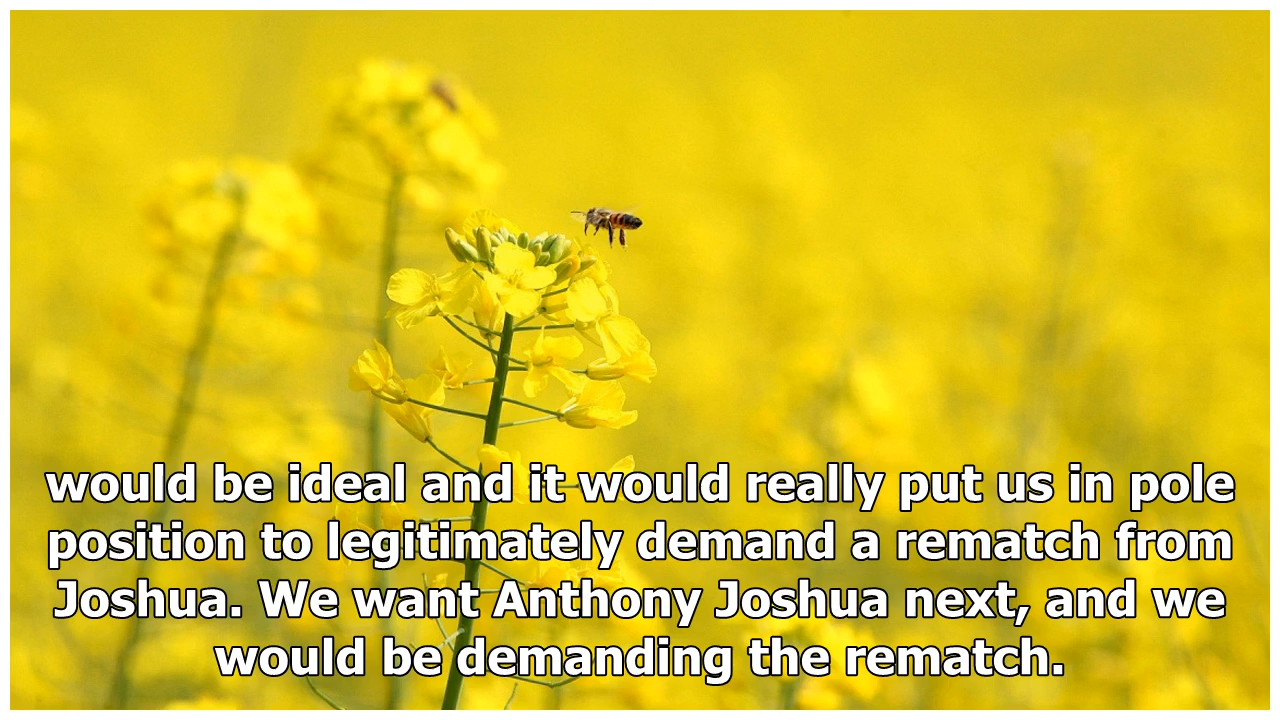 would be ideal and it would really put us in pole
position to legitimately demand a rematch from
Joshua. We want Anthony Joshua next, and we
would be demanding the rematch.